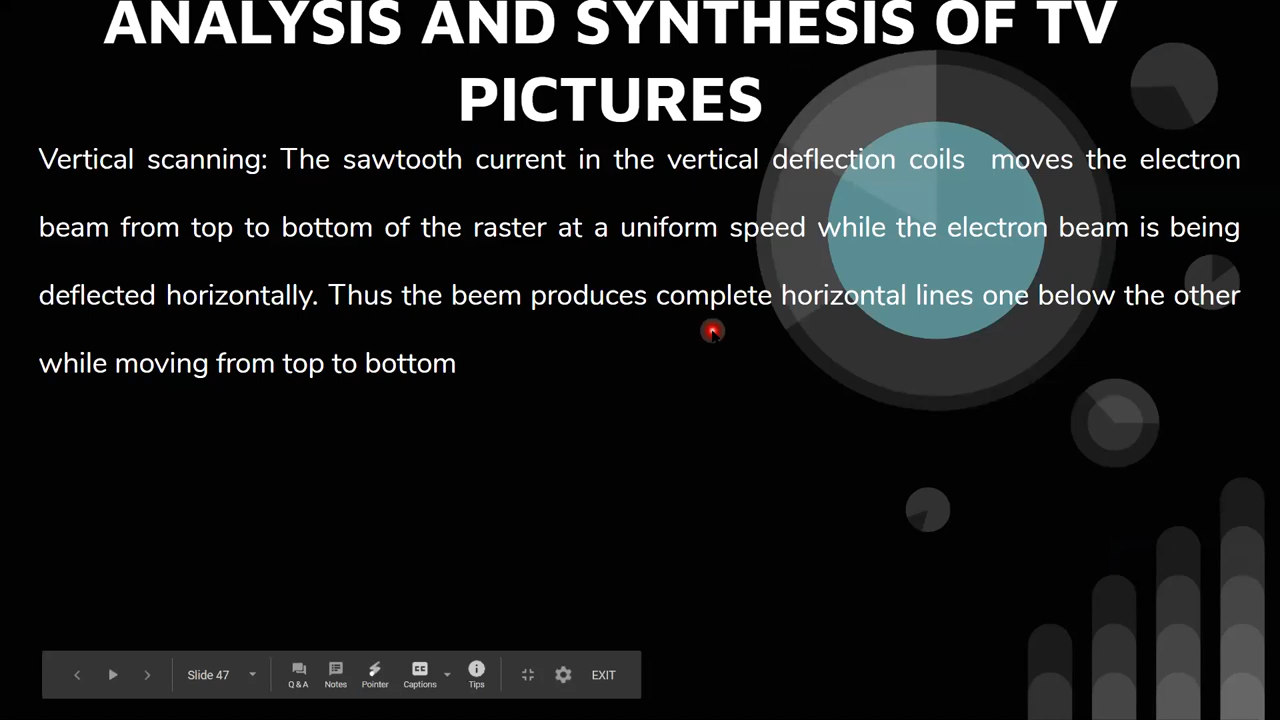 ANALYSIS AND SYNTHESIS OF TV
PICTURES
Vertical scanning: The sawtooth current in the vertical deflection coils moves the electron
beam from top to bottom of the raster at a uniform speed while the electron beam is being
deflected horizontally. Thus the beem produces complete horizontal lines one below the other
while moving from top to bottom
Slide 47
Q & A
Notes
Pointer
Captions
Tips
EXIT